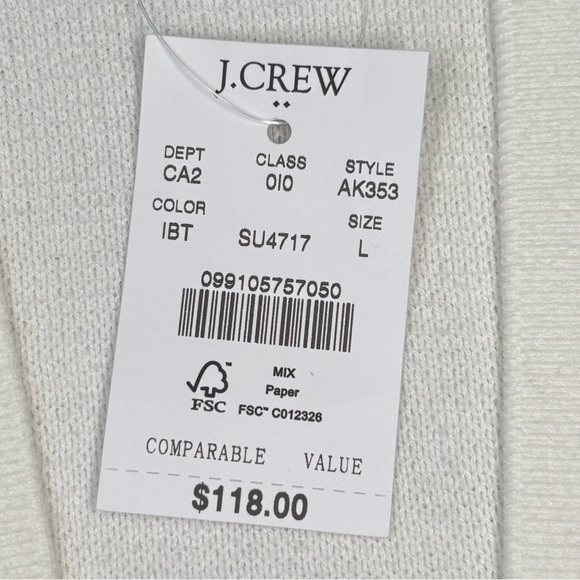 J.CREW
DEPT CLASS STYLE
CA2 010 AK353
COLOR SIZE
IBT SU4717 L
099105757050
MIX
Paper
FSC™ FSC™ C012326
COMPARABLE VALUE
$118.00